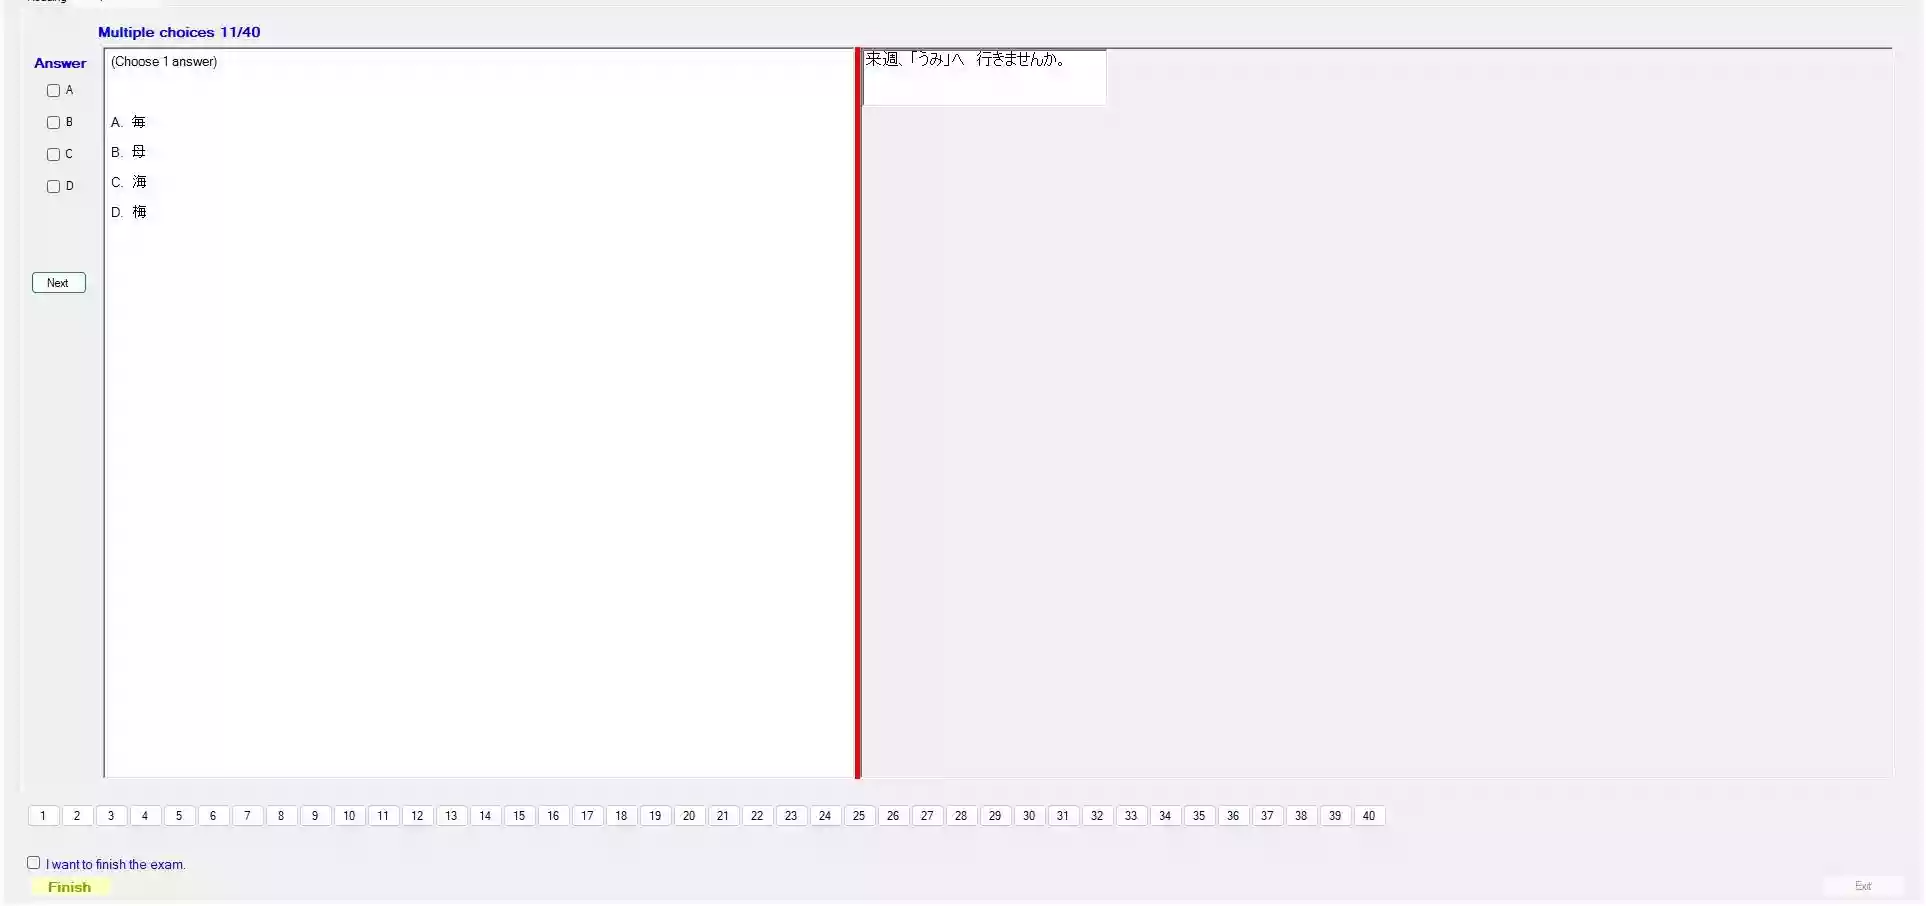 Multiple choices 11/40
Answer
A
B
C
D
Next
(Choose 1 answer)
A. 毎
B. 母
C. 海
D. 梅
来週、「うみ」へ 行きませんか。
1 2 3 4 5 6 7 8 9 10 11 12 13 14 15 16 17 18 19 20 21 22 23 24 25 26 27 28 29 30 31 32 33 34 35 36 37 38 39 40
I want to finish the exam.
Finish
Exit